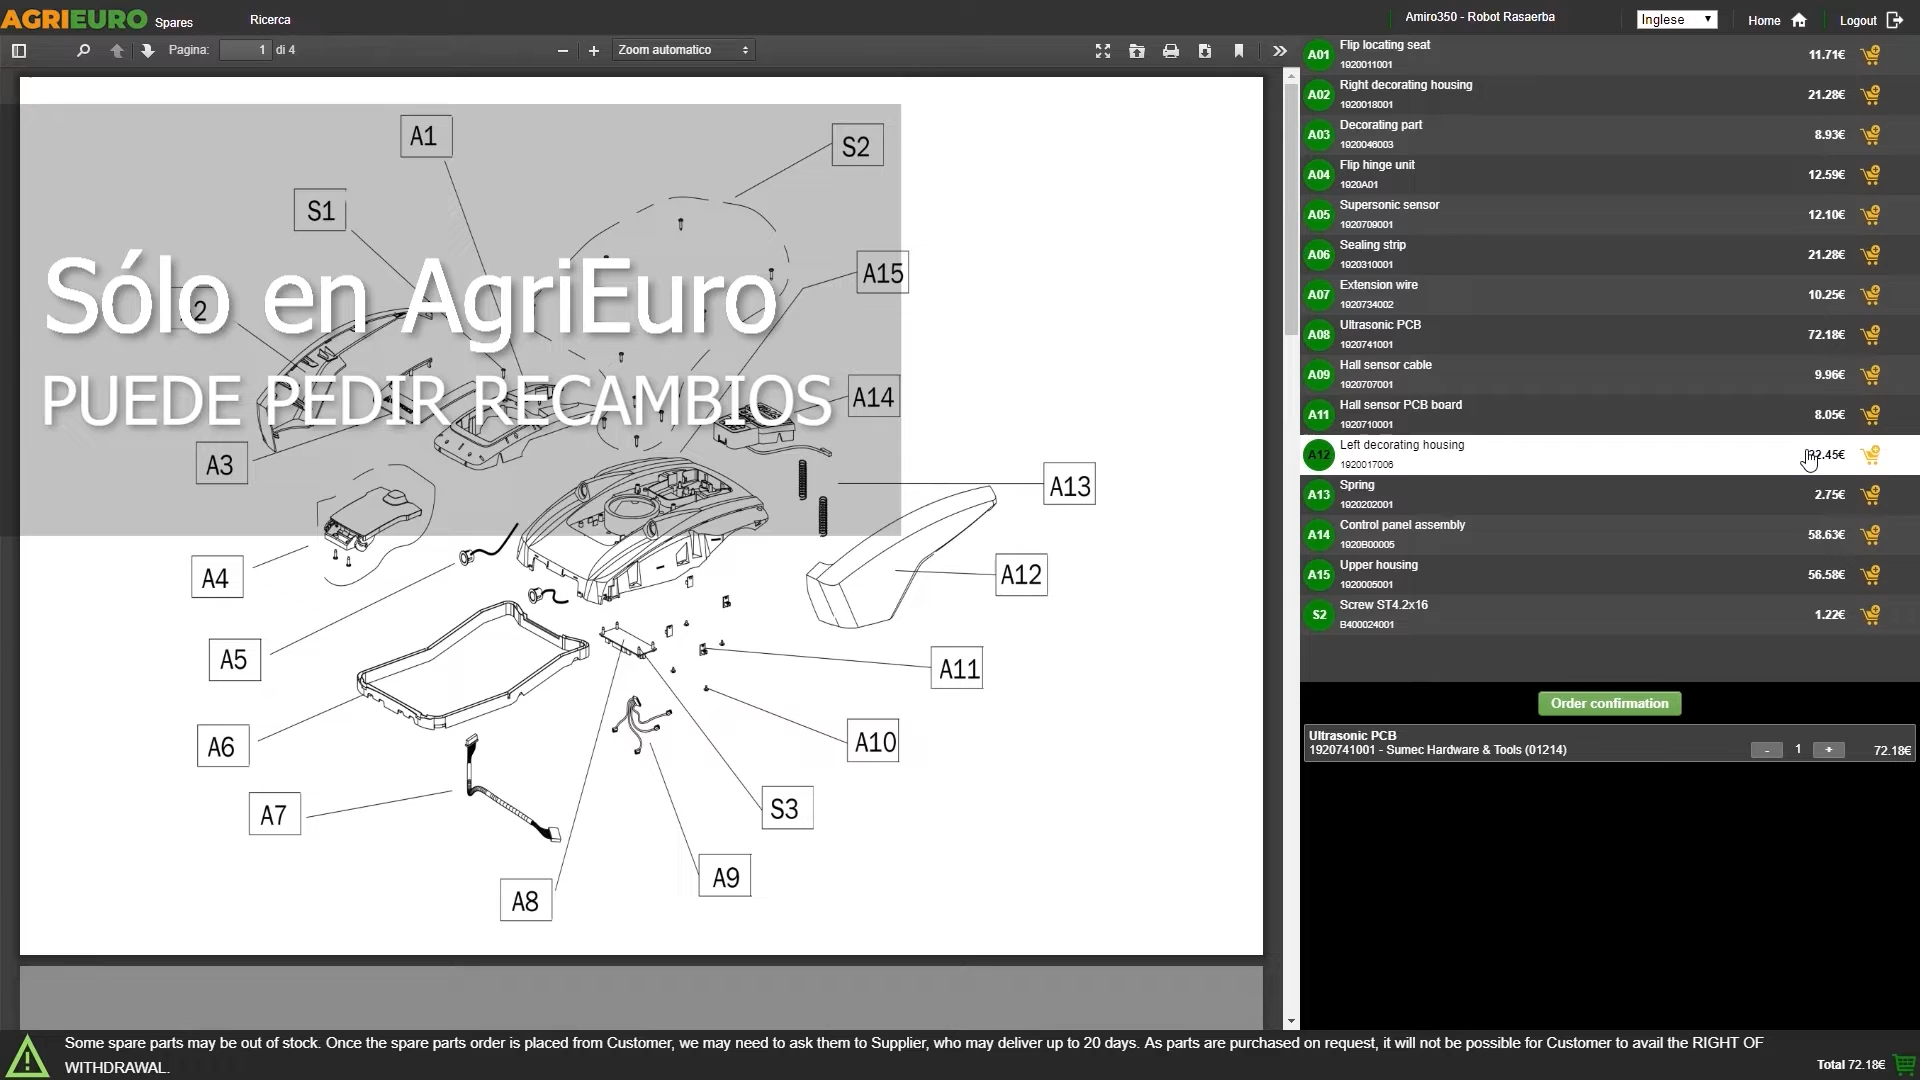 AGRIEURO Spares
Ricerca
Amiro350 - Robot Rasaerba
Inglese
Home
Logout
Pagina: 1 di 4
Zoom automatico
A1
S2
S1
A15
Sólo en AgriEuro
PUEDE PEDIR RECAMBIOS
A14
A3
A13
A4
A12
A5
A11
A6
A10
A7
S3
A9
A8
A01 Flip locating seat 11.71€
1920011001
A02 Right decorating housing 21.28€
1920018001
A03 Decorating part 8.93€
1920046003
A04 Flip hinge unit 12.59€
1920A01
A05 Supersonic sensor 12.10€
1920709001
A06 Sealing strip 21.28€
1920310001
A07 Extension wire 10.25€
1920734002
A08 Ultrasonic PCB 72.18€
1920741001
A09 Hall sensor cable 9.96€
1920707001
A11 Hall sensor PCB board 8.05€
1920710001
A12 Left decorating housing
1920017006
A13 Spring 2.75€
1920202001
A14 Control panel assembly 58.63€
1920B00005
A15 Upper housing 56.58€
1920005001
S2 Screw ST4.2x16 1.22€
B400024001
Order confirmation
Ultrasonic PCB
1920741001 - Sumec Hardware & Tools (01214) - 1 + 72.18€
Some spare parts may be out of stock. Once the spare parts order is placed from Customer, we may need to ask them to Supplier, who may deliver up to 20 days. As parts are purchased on request, it will not be possible for Customer to avail the RIGHT OF
WITHDRAWAL.
Total 72.18€